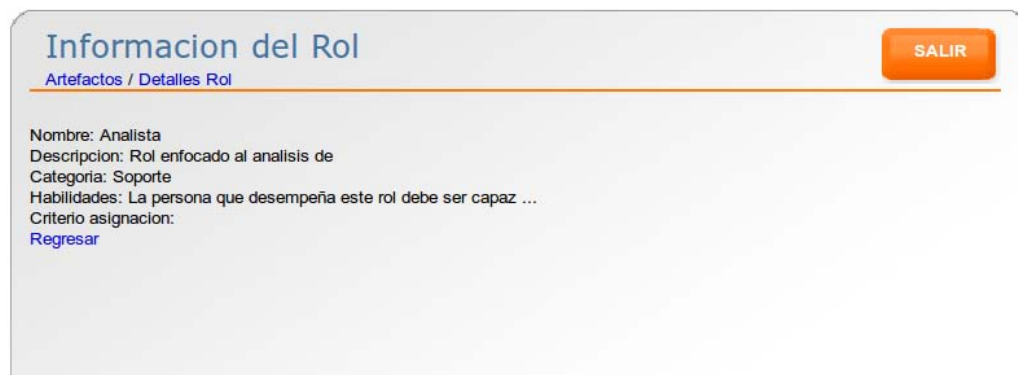 Informacion del Rol
SALIR
Artefactos / Detalles Rol
Nombre: Analista
Descripcion: Rol enfocado al analisis de
Categoria: Soporte
Habilidades: La persona que desempeña este rol debe ser capaz ...
Criterio asignacion:
Regresar